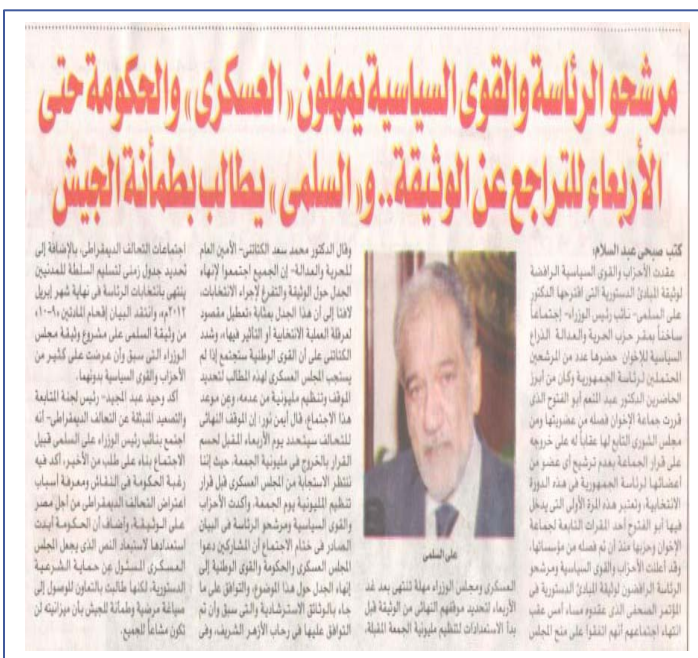 مرشحو الرئاسة والقوى السياسية يمهلون «العسكرى» والحكومة حتى
الأربعاء للتراجع عن الوثيقة.. و«السلمى» يطالب بطمأنة الجيش
كتب صبحى عبد السلام:
عقدت الأحزاب والقوى السياسية الرافضة
لوثيقة المبادئ الدستورية التى اقترحها الدكتور
على السلمى- نائب رئيس الوزراء- إجتماعاً
ساخناً بمقر حزب الحرية والعدالة الذراع
السياسية للإخوان حضرها عدد من المرشحين
المحتملين لرئاسة الجمهورية وكان من أبرز
الحاضرين الدكتور عبد المنعم أبو الفتوح الذى
قررت جماعة الإخوان فصله من عضويتها ومن
مجلس الشورى التابع لها عقاباً له على خروجه
على قرار الجماعة بعدم ترشيح أى عضو من
أعضائها لرئاسة الجمهورية فى هذه الدورة
الانتخابية، وتعتبر هذه المرة الأولى التى يدخل
فيها أبو الفتوح أحد المقرات التابعة لجماعة
الإخوان وحزبها منذ أن تم فصله من مؤسساتها،
وقد أعلنت الأحزاب والقوى السياسية ومرشحو
الرئاسة الرافضون لوثيقة المبادئ الدستورية فى
المؤتمر الصحفى الذى عقدوه مساء أمس عقب
انتهاء اجتماعهم أنهم اتفقوا على منح المجلس
على السلمى
العسكرى ومجلس الوزراء مهلة تنتهى بعد غد
الأربعاء لتحديد موقفهم النهائى من الوثيقة قبل
بدأ الاستعدادات لتنظيم مليونية الجمعة المقبلة.
وقال الدكتور محمد سعد الكتاتنى- الأمين العام
للحرية والعدالة- إن الجميع اجتمعوا لإنهاء
الجدل حول الوثيقة والتفرغ لإجراء الانتخابات،
لافتا إلى أن هذا الجدل بمثابة «تعطيل مقصود
لعرقلة العملية الانتخابية أو التأثير فيها»، وشدد
الكتاتنى على أن القوى الوطنية ستجتمع إذا لم
يستجب المجلس العسكرى لهذه المطالب لتحديد
الموقف وتنظيم مليونية من عدمه، وعن موعد
هذا الاجتماع، قال أيمن نور: إن الموقف النهائى
للتحالف سيتحدد يوم الأربعاء المقبل لحسم
القرار بالخروج فى مليونية الجمعة، حيث إننا
ننتظر الاستجابة من المجلس العسكرى قبل قرار
تنظيم المليونية يوم الجمعة. وأكدت الأحزاب
والقوى السياسية ومرشحو الرئاسة فى البيان
الصادر فى ختام الاجتماع أن المشاركين دعوا
المجلس العسكرى والحكومة والقوى الوطنية إلى
إنهاء الجدل حول هذا الموضوع، والتوافق على ما
جاء بالوثائق الاسترشادية والتى سبق وان تم
التوافق عليها فى رحاب الأزهر الشريف، وفى
اجتماعات التحالف الديمقراطى، بالإضافة إلى
تحديد جدول زمنى لتسليم السلطة للمدنيين
ينتهى بانتخابات الرئاسة فى نهاية شهر إبريل
٢٠١٢م، وانتقد البيان إقحام المادتين «٨-١٠»
من وثيقة السلمى على مشروع وثيقة مجلس
الوزراء التى سبق وان عرضت على كثير من
الأحزاب والقوى السياسية بدونهما.
أكد وحيد عبد المجيد- رئيس لجنة المتابعة
والتصعيد المنبثقة عن التحالف الديمقراطى- أنه
اجتمع بنائب رئيس الوزراء على السلمى قبيل
الاجتماع بناء على طلب من الأخير، أكد فيه
رغبة الحكومة فى النقاش ومعرفة أسباب
اعتراض التحالف الديمقراطى من أجل مصر
على الوثيقة، وأضاف أن الحكومة أبدت
استعدادها لاستبعاد النص الذى يجعل المجلس
العسكرى المسئول عن حماية الشرعية
الدستورية، لكنها طالبت بالتعاون للوصول إلى
صياغة مرضية وطمأنة للجيش بأن ميزانيته لن
تكون مشاعاً للجميع.